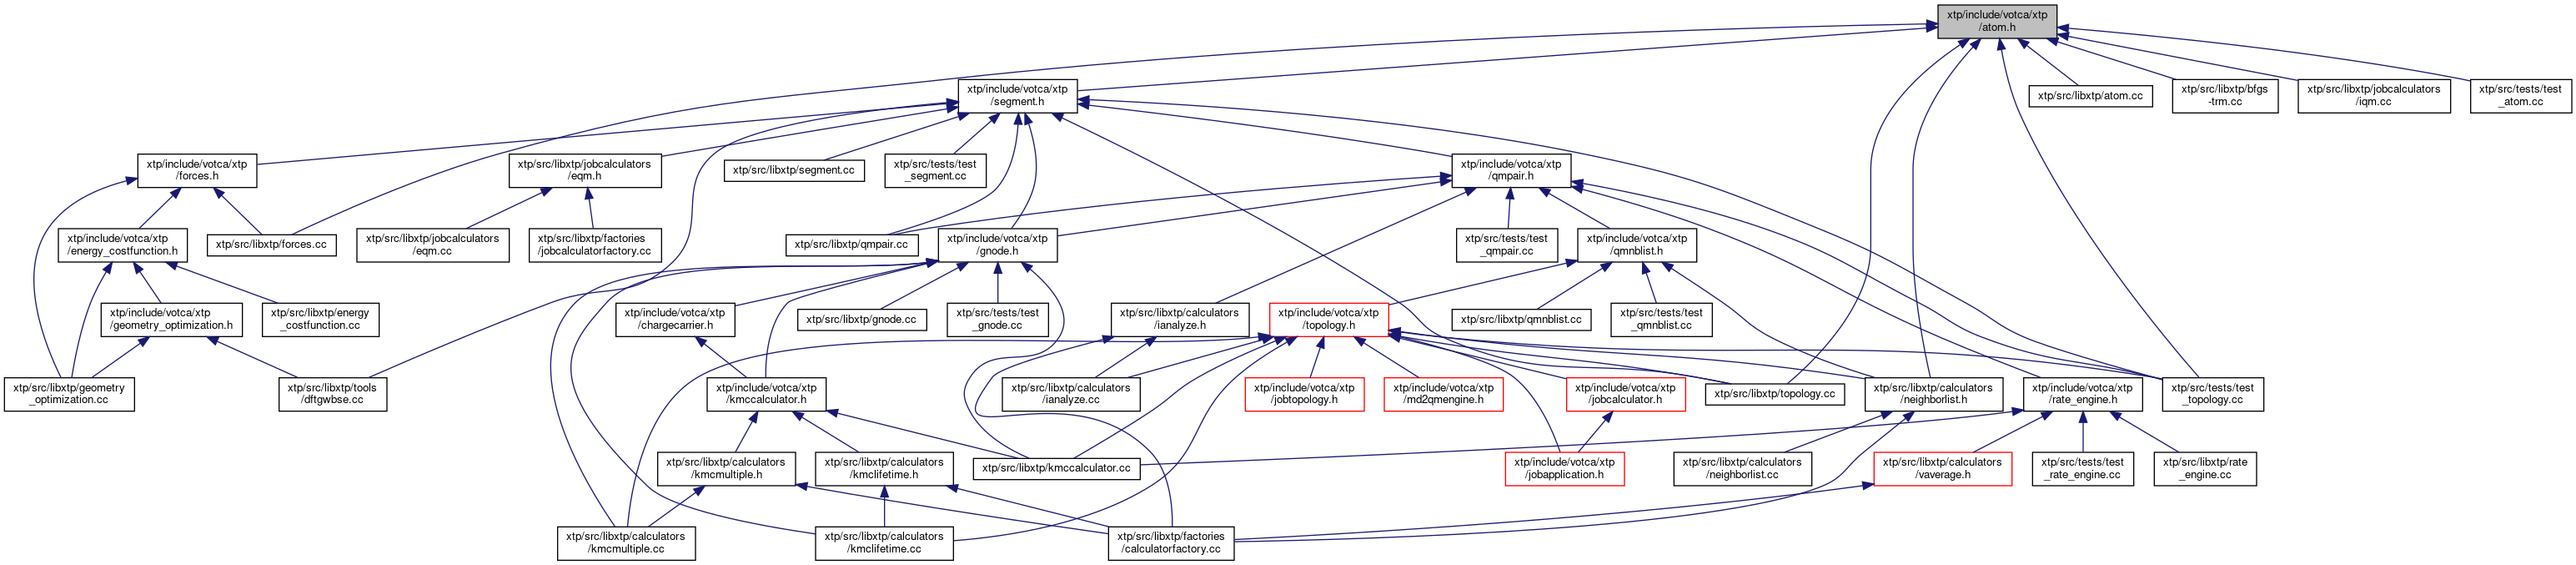 xtp/include/votca/xtp
/atom.h
xtp/include/votca/xtp
/segment.h
xtp/src/libxtp/atom.cc
xtp/src/libxtp/bfgs
-trm.cc
xtp/src/libxtp/jobcalculators
/iqm.cc
xtp/src/tests/test
_atom.cc
xtp/include/votca/xtp
/forces.h
xtp/src/libxtp/jobcalculators
/eqm.h
xtp/src/libxtp/segment.cc
xtp/src/tests/test
_segment.cc
xtp/include/votca/xtp
/qmpair.h
xtp/include/votca/xtp
/energy_costfunction.h
xtp/src/libxtp/forces.cc
xtp/src/libxtp/jobcalculators
/eqm.cc
xtp/src/libxtp/factories
/jobcalculatorfactory.cc
xtp/src/libxtp/qmpair.cc
xtp/include/votca/xtp
/gnode.h
xtp/src/tests/test
_qmpair.cc
xtp/include/votca/xtp
/qmnblist.h
xtp/include/votca/xtp
/geometry_optimization.h
xtp/src/libxtp/energy
_costfunction.cc
xtp/include/votca/xtp
/chargecarrier.h
xtp/src/libxtp/gnode.cc
xtp/src/tests/test
_gnode.cc
xtp/src/libxtp/calculators
/ianalyze.h
xtp/include/votca/xtp
/topology.h
xtp/src/libxtp/qmnblist.cc
xtp/src/tests/test
_qmnblist.cc
xtp/src/libxtp/geometry
_optimization.cc
xtp/src/libxtp/tools
/dftgwbse.cc
xtp/include/votca/xtp
/kmccalculator.h
xtp/src/libxtp/calculators
/ianalyze.cc
xtp/include/votca/xtp
/jobtopology.h
xtp/include/votca/xtp
/md2qmengine.h
xtp/include/votca/xtp
/jobcalculator.h
xtp/src/libxtp/topology.cc
xtp/src/libxtp/calculators
/neighborlist.h
xtp/include/votca/xtp
/rate_engine.h
xtp/src/tests/test
_topology.cc
xtp/src/libxtp/calculators
/kmcmultiple.h
xtp/src/libxtp/calculators
/kmclifetime.h
xtp/src/libxtp/kmccalculator.cc
xtp/include/votca/xtp
/jobapplication.h
xtp/src/libxtp/calculators
/neighborlist.cc
xtp/src/libxtp/calculators
/vaverage.h
xtp/src/tests/test
_rate_engine.cc
xtp/src/libxtp/rate
_engine.cc
xtp/src/libxtp/calculators
/kmcmultiple.cc
xtp/src/libxtp/calculators
/kmclifetime.cc
xtp/src/libxtp/factories
/calculatorfactory.cc